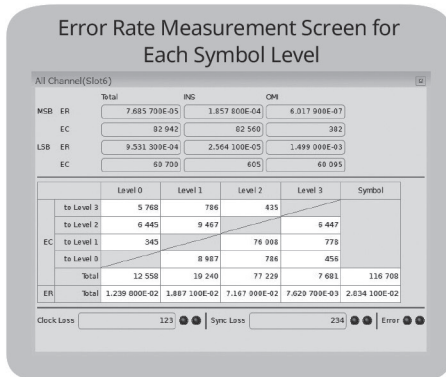 Error Rate Measurement Screen for
Each Symbol Level
All Channel(Slot6)
Total INS OMI
MSB ER 7.685 700E-05 1.857 800E-04 6.017 900E-07
EC 82 942 82 560 382
LSB ER 9.531 300E-04 2.564 100E-05 1.499 000E-03
EC 60 700 605 60 095
Level 0 Level 1 Level 2 Level 3 Symbol
to Level 3 5 768 786 435
to Level 2 6 445 9 467 6 447
EC to Level 1 345 76 008 778
to Level 0 8 987 786 456
Total 12 558 19 240 77 229 7 681 116 708
ER Total 1.239 800E-02 1.887 100E-02 7.167 000E-02 7.620 700E-03 2.834 100E-02
Clock Loss 123 Sync Loss 234 Error